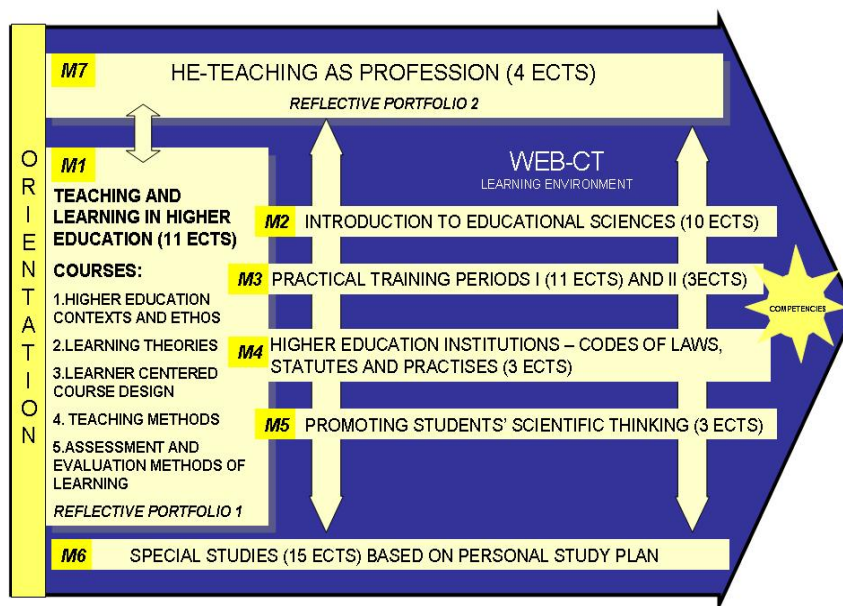 ORIENTATION
M7
HE-TEACHING AS PROFESSION (4 ECTS)
REFLECTIVE PORTFOLIO 2
M1
TEACHING AND
LEARNING IN HIGHER
EDUCATION (11 ECTS)
COURSES:
1.HIGHER EDUCATION
CONTEXTS AND ETHOS
2.LEARNING THEORIES
3.LEARNER CENTERED
COURSE DESIGN
4. TEACHING METHODS
5.ASSESSMENT AND
EVALUATION METHODS OF
LEARNING
REFLECTIVE PORTFOLIO 1
WEB-CT
LEARNING ENVIRONMENT
M2
INTRODUCTION TO EDUCATIONAL SCIENCES (10 ECTS)
M3
PRACTICAL TRAINING PERIODS I (11 ECTS) AND II (3ECTS)
M4
HIGHER EDUCATION INSTITUTIONS – CODES OF LAWS,
STATUTES AND PRACTISES (3 ECTS)
M5
PROMOTING STUDENTS' SCIENTIFIC THINKING (3 ECTS)
COMPETENCIES
M6
SPECIAL STUDIES (15 ECTS) BASED ON PERSONAL STUDY PLAN